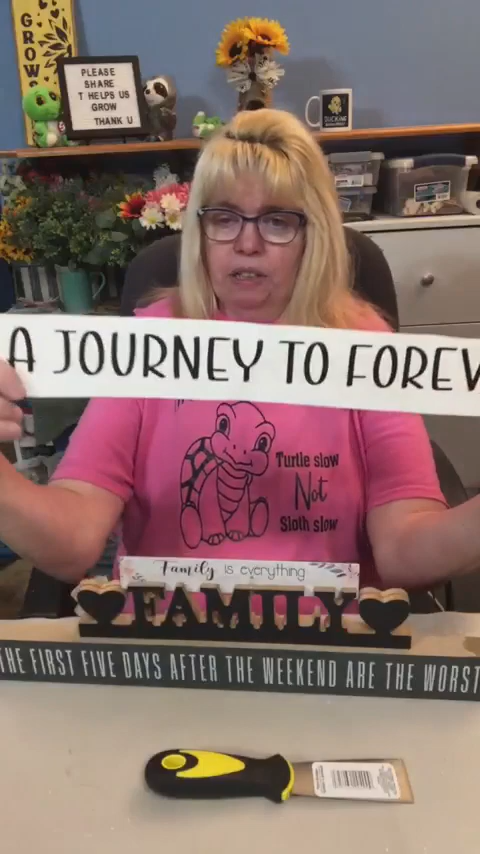 GROW
PLEASE
SHARE
T HELPS US
GROW
THANK U
A JOURNEY TO FOREV
Turtle slow
Not
Sloth slow
Family is everything
FAMILY
THE FIRST FIVE DAYS AFTER THE WEEKEND ARE THE WORST